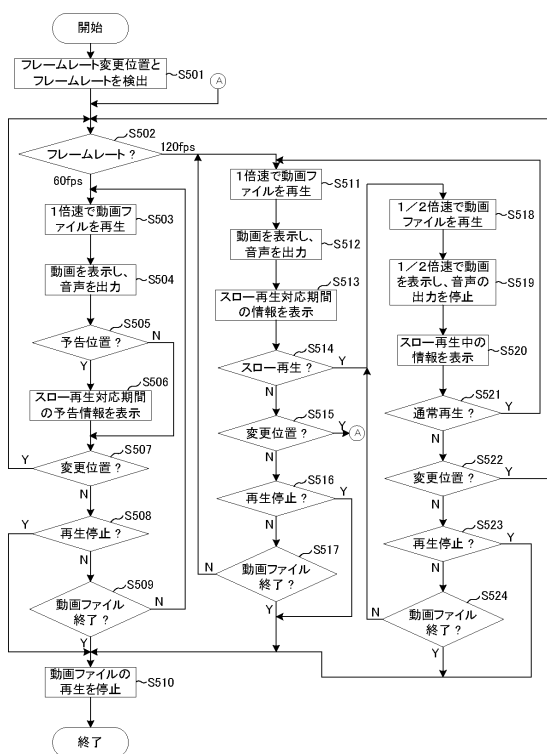 開始
フレームレート変更位置と
フレームレートを検出
S501
A
S502
フレームレート？
120fps
60fps
1倍速で動画ファ
イルを再生
S503
動画を表示し、
音声を出力
S504
S505
予告位置？
N
Y
S506
スロー再生対応期間
の予告情報を表示
S507
変更位置？
Y
N
S508
再生停止？
Y
N
S509
動画ファイル
終了？
N
Y
動画ファイルの
再生を停止
S510
終了
1倍速で動画ファ
イルを再生
S511
動画を表示し、
音声を出力
S512
S513
スロー再生対応期間
の情報を表示
S514
スロー再生？
Y
N
S515
変更位置？
Y
A
N
S516
再生停止？
Y
N
S517
動画ファイル
終了？
N
Y
1／2倍速で動画
ファイルを再生
S518
1／2倍速で動画
を表示し、音声の
出力を停止
S519
スロー再生中の
情報を表示
S520
S521
通常再生？
Y
N
S522
変更位置？
Y
N
S523
再生停止？
Y
N
S524
動画ファイル
終了？
N
Y